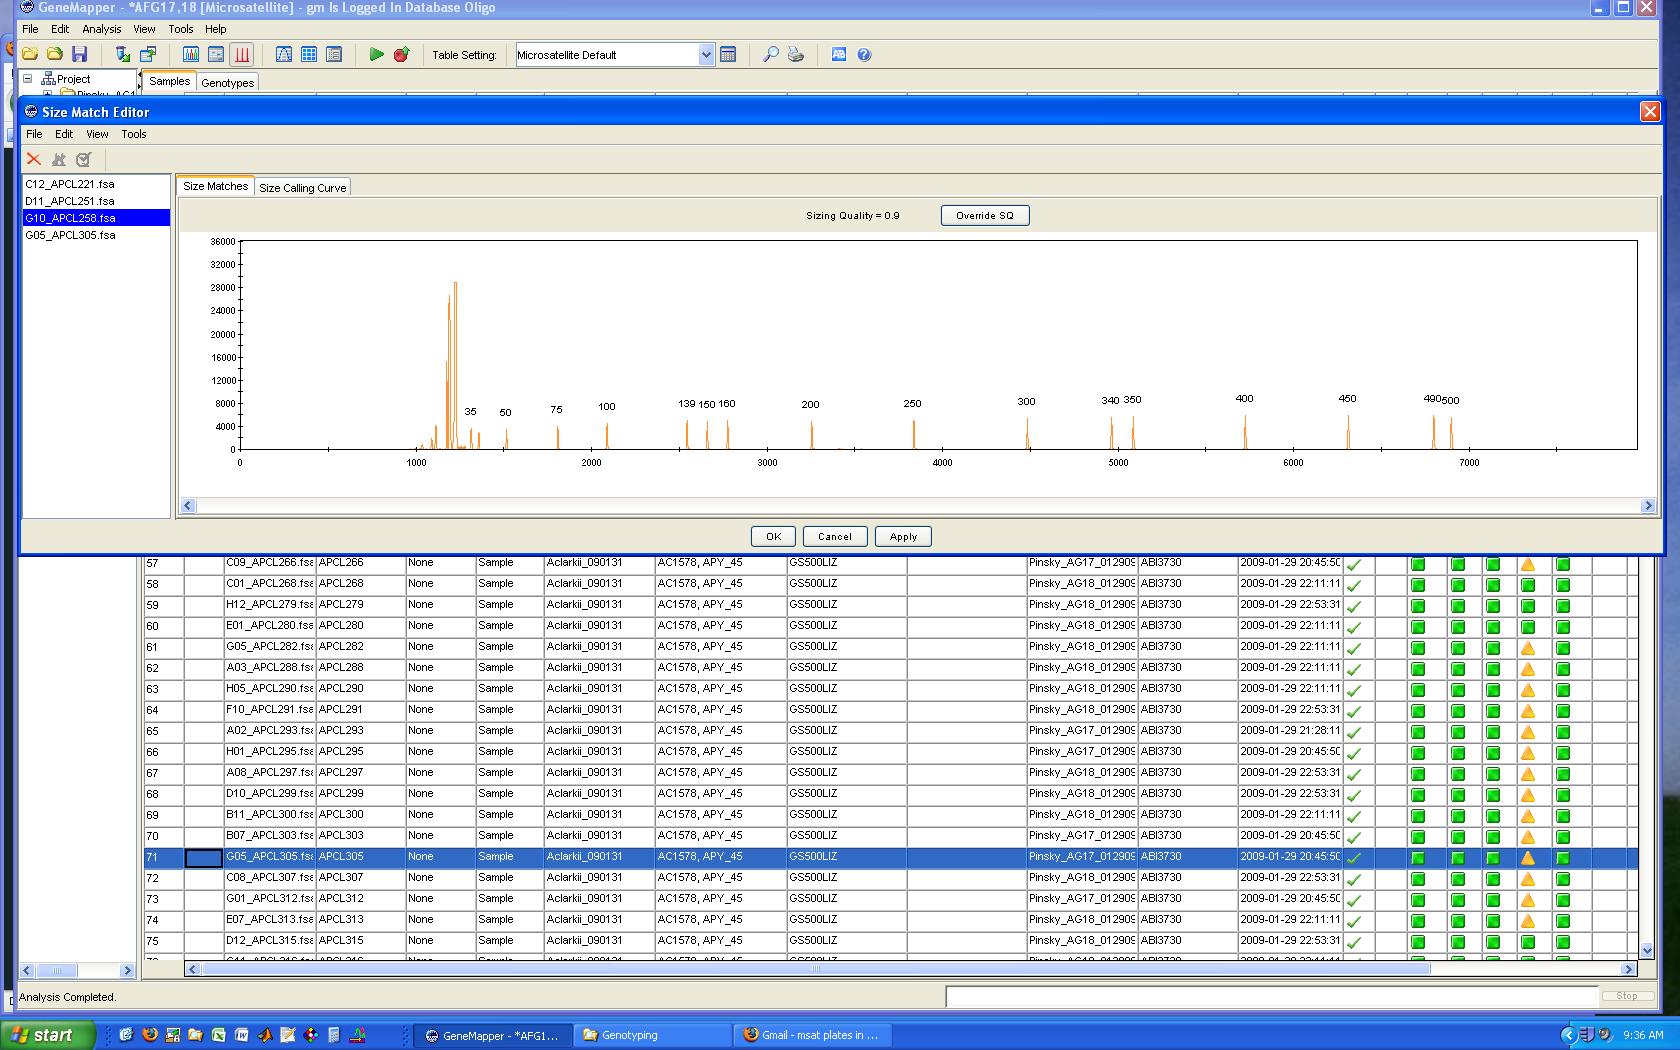 GeneMapper - *AFG17,18 [Microsatellite] - gm Is Logged In Database Oligo
File Edit Analysis View Tools Help
Table Setting: Microsatellite Default
Project
Samples Genotypes
Size Match Editor
File Edit View Tools
C12_APCL221.fsa
D11_APCL251.fsa
G10_APCL258.fsa
G05_APCL305.fsa
Size Matches Size Calling Curve
Sizing Quality = 0.9 Override SQ
36000
32000
28000
24000
20000
16000
12000
8000
4000
0
35 50 75 100 139 150 160 200 250 300 340 350 400 450 490 500
0 1000 2000 3000 4000 5000 6000 7000
OK Cancel Apply
57 C09_APCL266.fsa APCL266 None Sample Aclarkii_090131 AC1578, APY_45 GS500LIZ Pinsky_AG17_012909 ABI3730 2009-01-29 20:45:50
58 C01_APCL268.fsa APCL268 None Sample Aclarkii_090131 AC1578, APY_45 GS500LIZ Pinsky_AG18_012909 ABI3730 2009-01-29 22:11:11
59 H12_APCL279.fsa APCL279 None Sample Aclarkii_090131 AC1578, APY_45 GS500LIZ Pinsky_AG18_012909 ABI3730 2009-01-29 22:53:31
60 E01_APCL280.fsa APCL280 None Sample Aclarkii_090131 AC1578, APY_45 GS500LIZ Pinsky_AG18_012909 ABI3730 2009-01-29 22:11:11
61 G05_APCL282.fsa APCL282 None Sample Aclarkii_090131 AC1578, APY_45 GS500LIZ Pinsky_AG18_012909 ABI3730 2009-01-29 22:11:11
62 A03_APCL288.fsa APCL288 None Sample Aclarkii_090131 AC1578, APY_45 GS500LIZ Pinsky_AG18_012909 ABI3730 2009-01-29 22:11:11
63 H05_APCL290.fsa APCL290 None Sample Aclarkii_090131 AC1578, APY_45 GS500LIZ Pinsky_AG18_012909 ABI3730 2009-01-29 22:11:11
64 F10_APCL291.fsa APCL291 None Sample Aclarkii_090131 AC1578, APY_45 GS500LIZ Pinsky_AG18_012909 ABI3730 2009-01-29 22:53:31
65 A02_APCL293.fsa APCL293 None Sample Aclarkii_090131 AC1578, APY_45 GS500LIZ Pinsky_AG17_012909 ABI3730 2009-01-29 21:28:11
66 H01_APCL295.fsa APCL295 None Sample Aclarkii_090131 AC1578, APY_45 GS500LIZ Pinsky_AG17_012909 ABI3730 2009-01-29 20:45:50
67 A08_APCL297.fsa APCL297 None Sample Aclarkii_090131 AC1578, APY_45 GS500LIZ Pinsky_AG18_012909 ABI3730 2009-01-29 22:53:31
68 D10_APCL299.fsa APCL299 None Sample Aclarkii_090131 AC1578, APY_45 GS500LIZ Pinsky_AG18_012909 ABI3730 2009-01-29 22:53:31
69 B11_APCL300.fsa APCL300 None Sample Aclarkii_090131 AC1578, APY_45 GS500LIZ Pinsky_AG18_012909 ABI3730 2009-01-29 22:11:11
70 B07_APCL303.fsa APCL303 None Sample Aclarkii_090131 AC1578, APY_45 GS500LIZ Pinsky_AG17_012909 ABI3730 2009-01-29 20:45:50
71 G05_APCL305.fsa APCL305 None Sample Aclarkii_090131 AC1578, APY_45 GS500LIZ Pinsky_AG17_012909 ABI3730 2009-01-29 20:45:50
72 C08_APCL307.fsa APCL307 None Sample Aclarkii_090131 AC1578, APY_45 GS500LIZ Pinsky_AG18_012909 ABI3730 2009-01-29 22:53:31
73 G01_APCL312.fsa APCL312 None Sample Aclarkii_090131 AC1578, APY_45 GS500LIZ Pinsky_AG17_012909 ABI3730 2009-01-29 20:45:50
74 E07_APCL313.fsa APCL313 None Sample Aclarkii_090131 AC1578, APY_45 GS500LIZ Pinsky_AG18_012909 ABI3730 2009-01-29 22:11:11
75 D12_APCL315.fsa APCL315 None Sample Aclarkii_090131 AC1578, APY_45 GS500LIZ Pinsky_AG18_012909 ABI3730 2009-01-29 22:53:31
Analysis Completed. Stop
start GeneMapper - *AFG1... Genotyping Gmail - msat plates in ... 9:36 AM